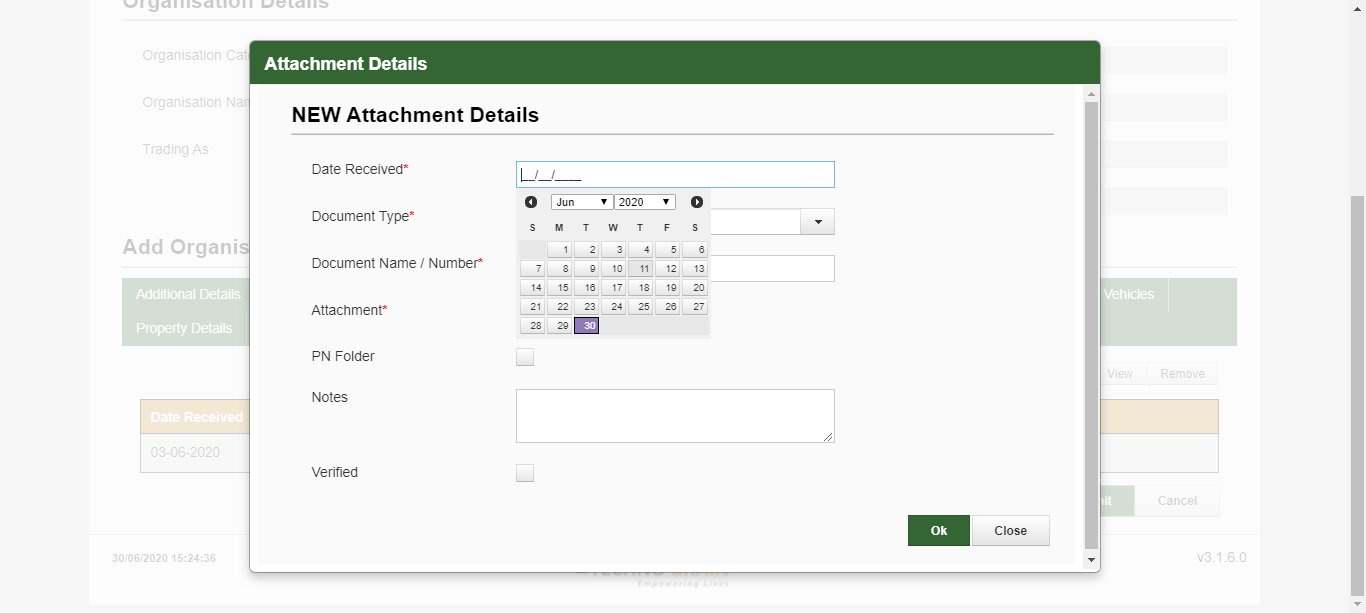 Organisation Details
Organisation
Organisation
Trading As
Add
Additional Details
Vehicles
Property Details
View Remove
Date Received
03-06-2020
Cancel
30/06/2020 15:24:36
v3.1.6.0
Empowering Lives
Attachment Details
NEW Attachment Details
Date Received*
__/__/____
Jun 2020
S M T W T F S
1 2 3 4 5 6
7 8 9 10 11 12 13
14 15 16 17 18 19 20
21 22 23 24 25 26 27
28 29 30
Document Type*
Document Name / Number*
Attachment*
PN Folder
Notes
Verified
Ok Close